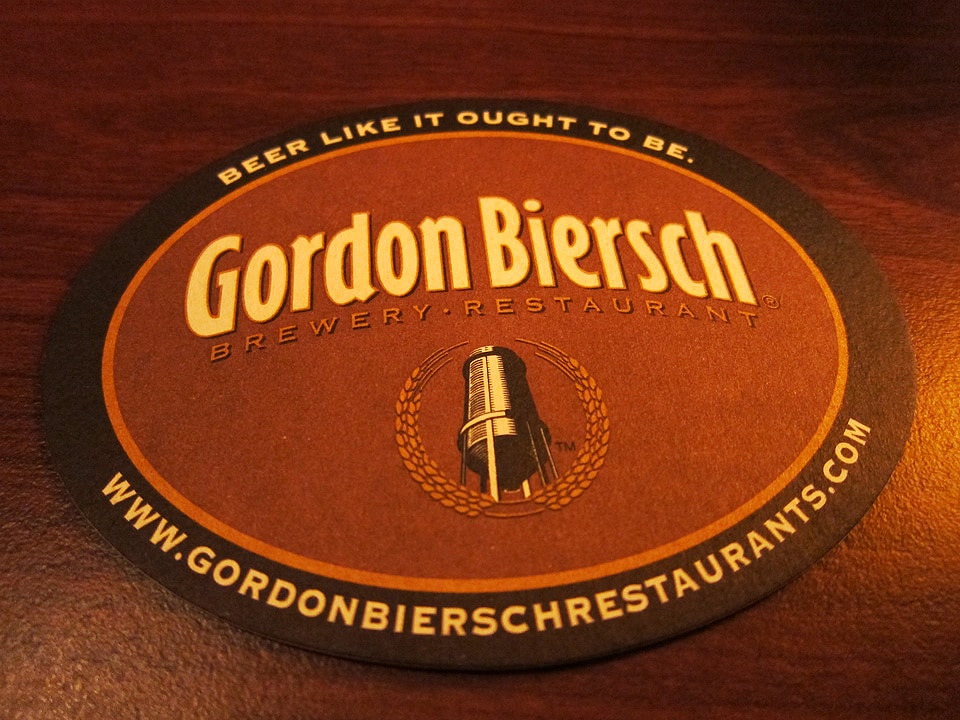 BEER LIKE IT OUGHT TO BE.
Gordon Biersch®
BREWERY · RESTAURANT
TM
WWW.GORDONBIERSCHRESTAURANTS.COM